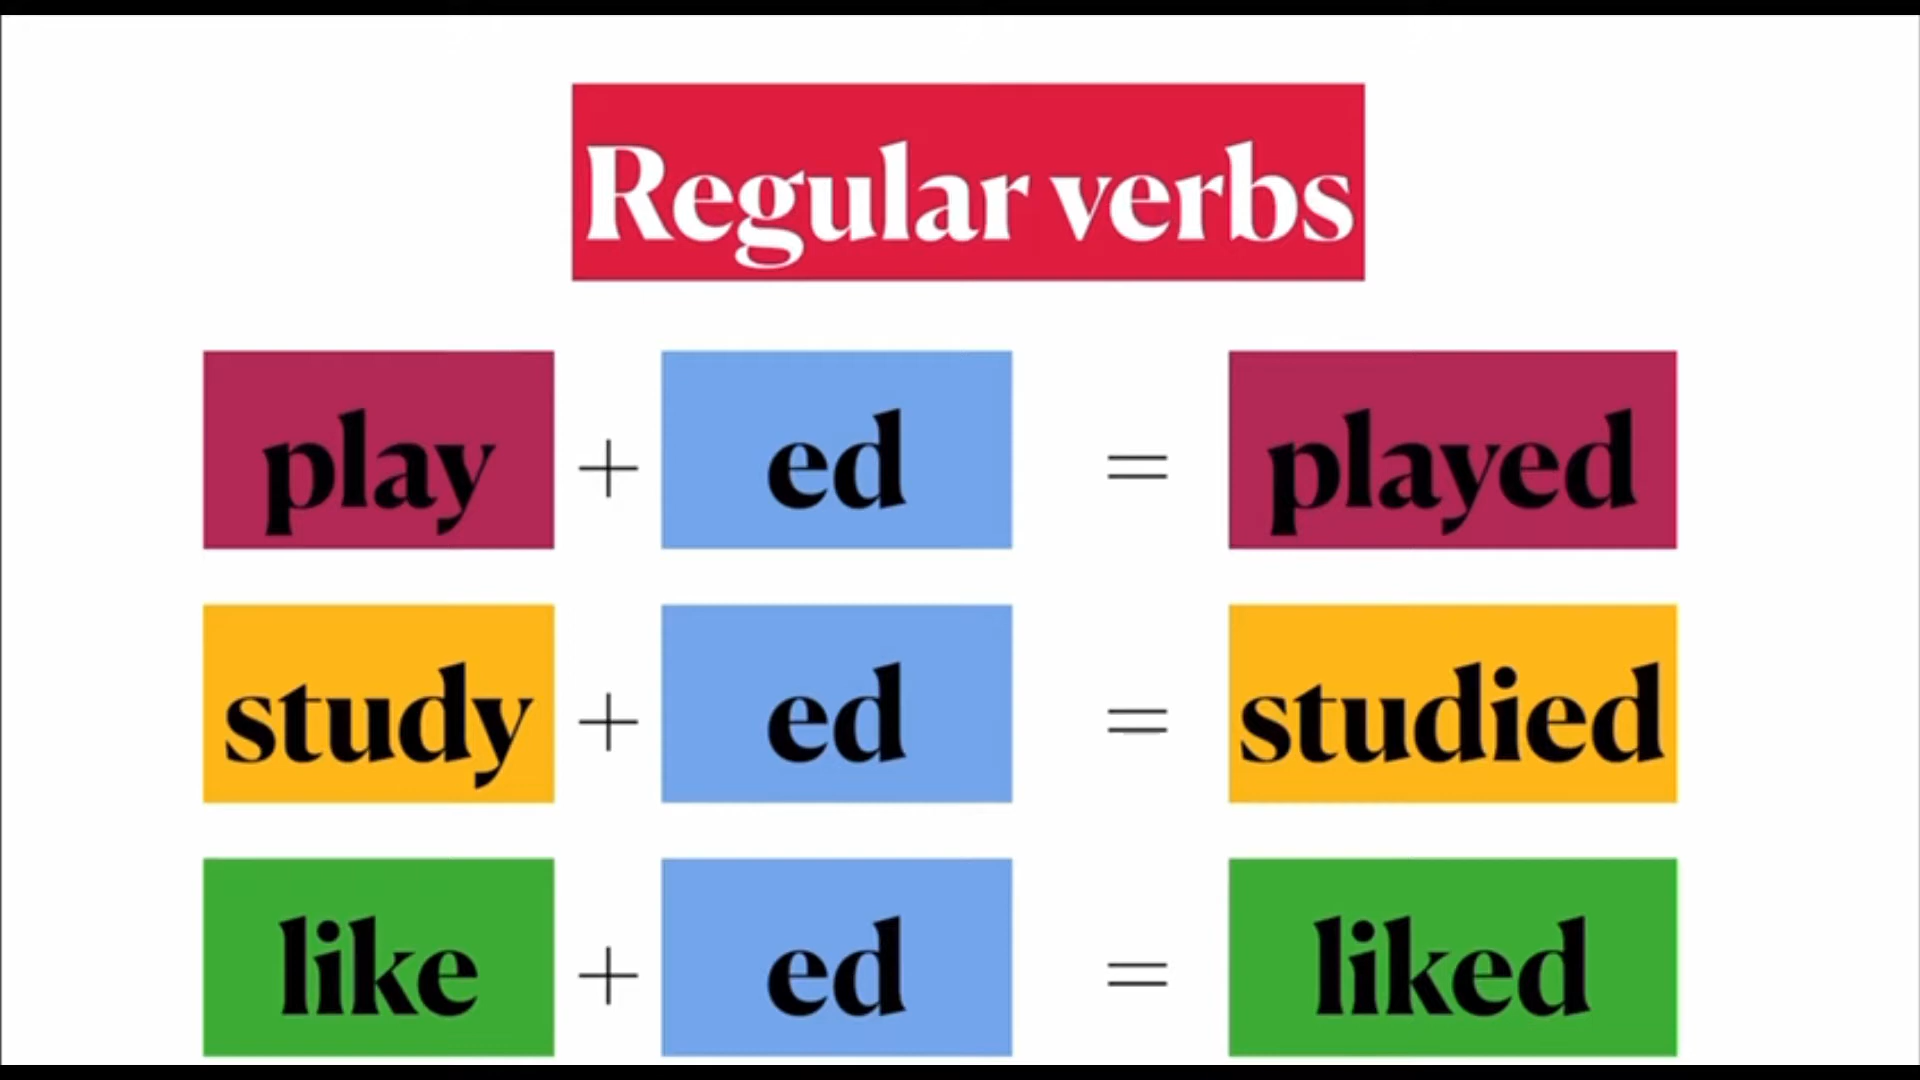 Regular verbs
play + ed = played
study + ed = studied
like + ed = liked